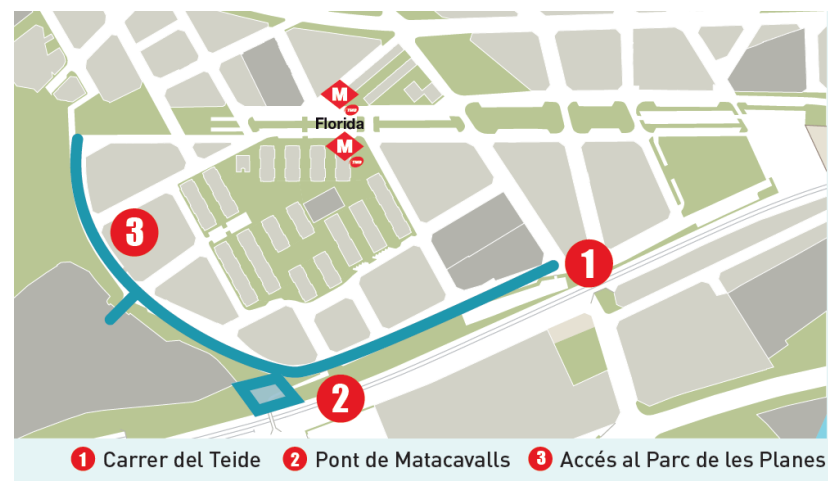 M
Florida
M
3
1
2
1 Carrer del Teide 2 Pont de Matacavalls 3 Accés al Parc de les Planes